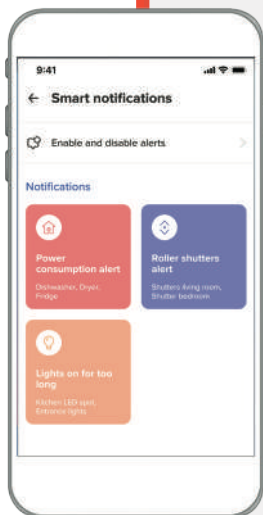 9:41
Smart notifications
Enable and disable alerts
Notifications
Power
consumption alert
Dishwasher, Dryer,
Fridge
Roller shutters
alert
Shutters living room,
Shutter bedroom
Lights on for too
long
Kitchen LED spot,
Entrance lights